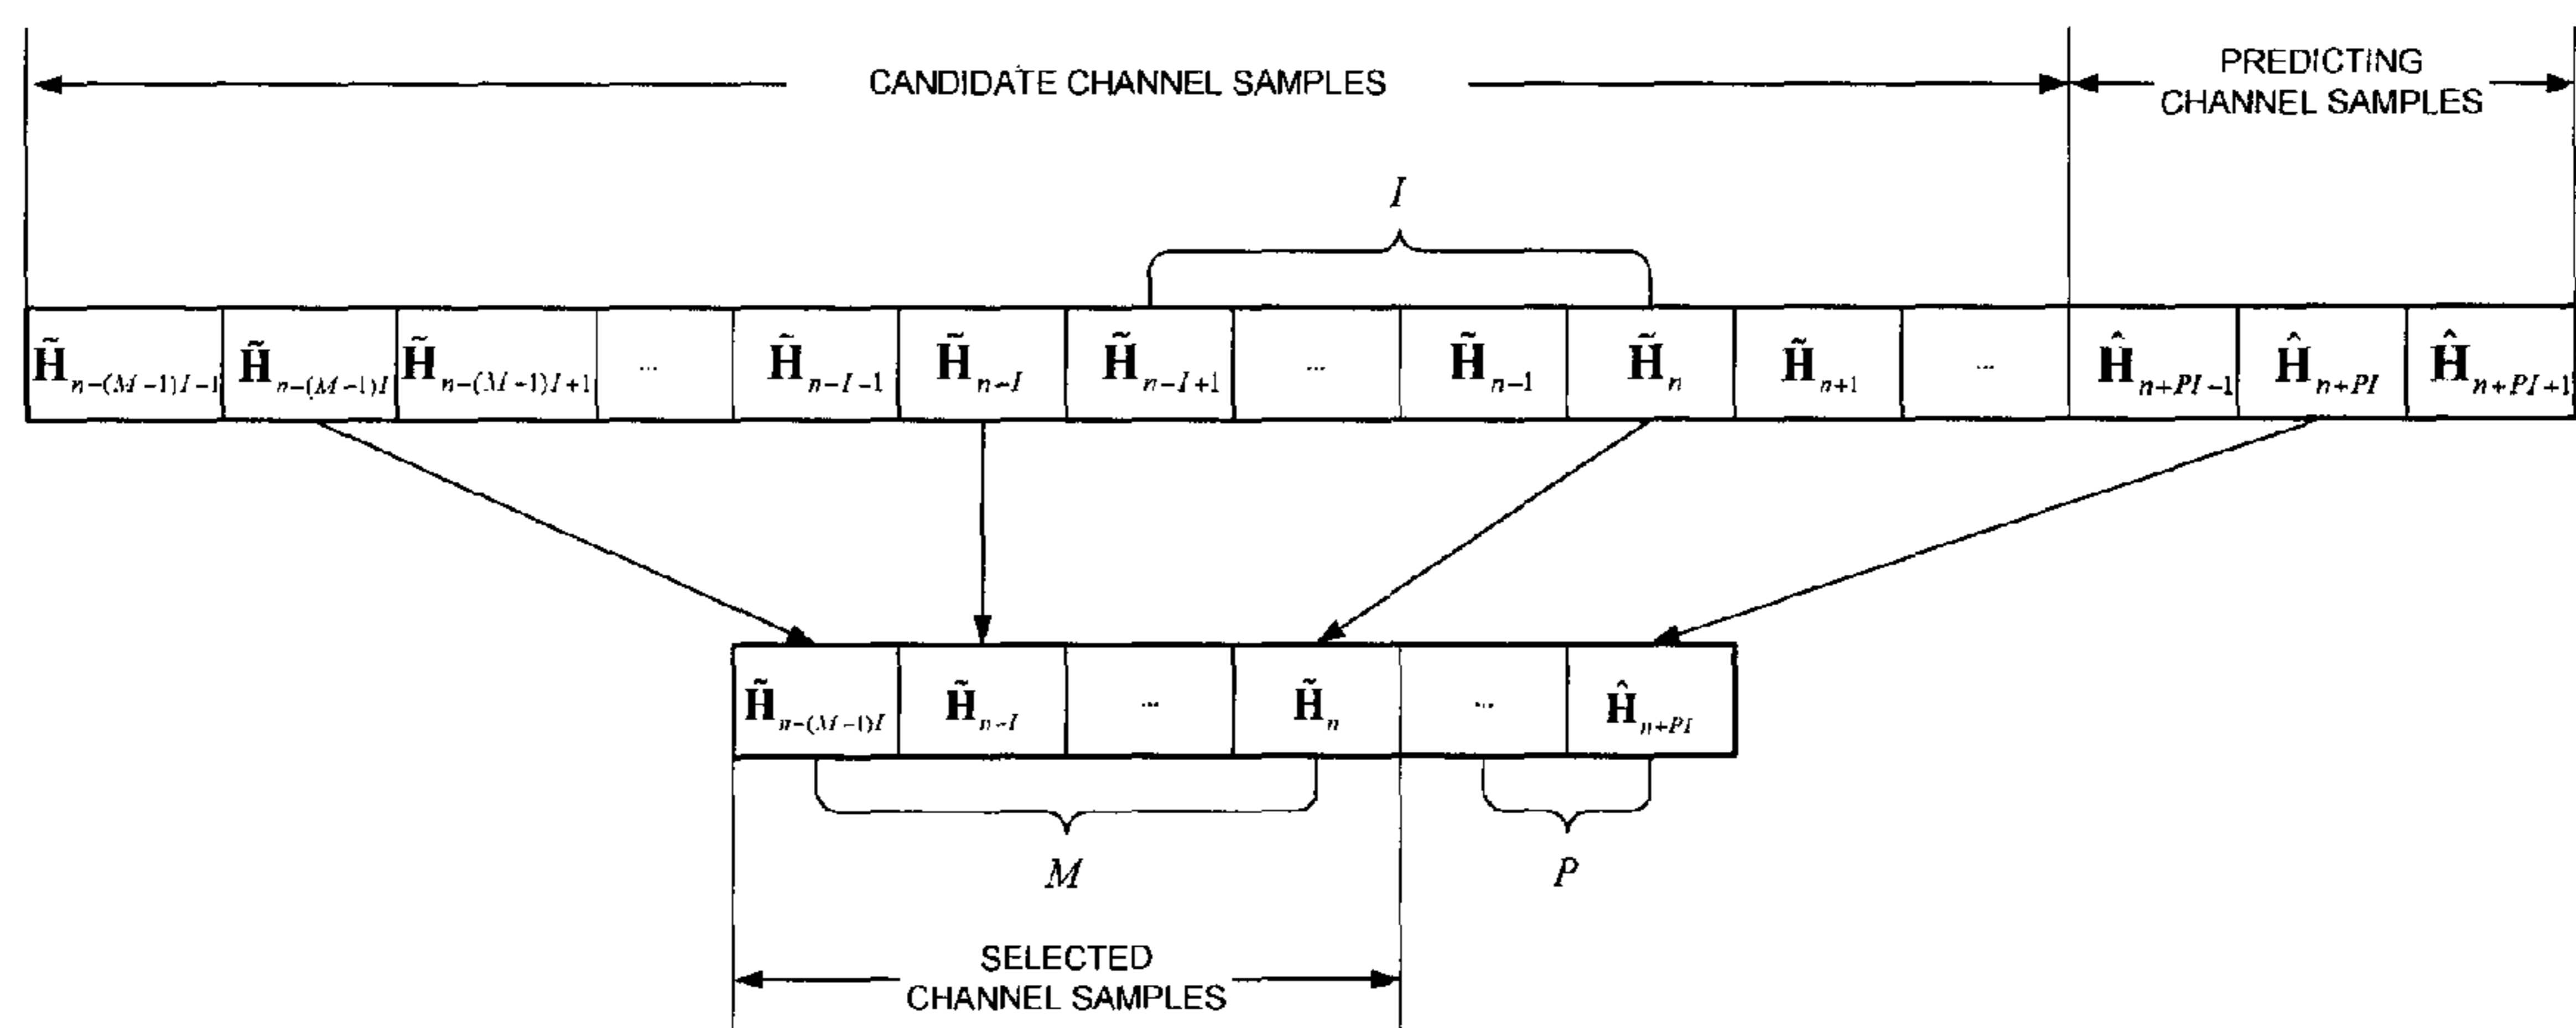 CANDIDATE CHANNEL SAMPLES
PREDICTING
CHANNEL SAMPLES
I
H̃n−(M−1)I−1 H̃n−(M−1)I H̃n−(M−1)I+1 ... H̃n−I−1 H̃n−I H̃n−I+1 ... H̃n−1 H̃n H̃n+1 ... Ĥn+PI−1 Ĥn+PI Ĥn+PI+1
H̃n−(M−1)I H̃n−I ... H̃n ... Ĥn+PI
M P
SELECTED
CHANNEL SAMPLES